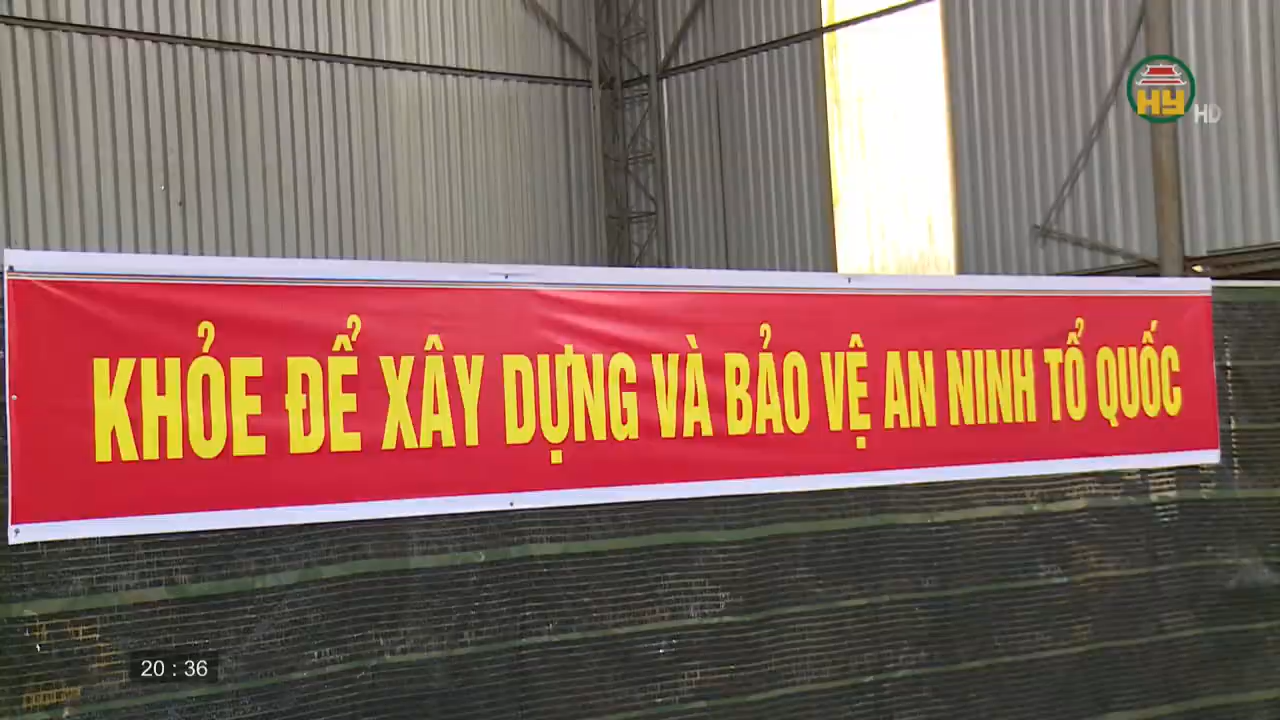 HY HD
KHỎE ĐỂ XÂY DỰNG VÀ BẢO VỆ AN NINH TỔ QUỐC
20 : 36